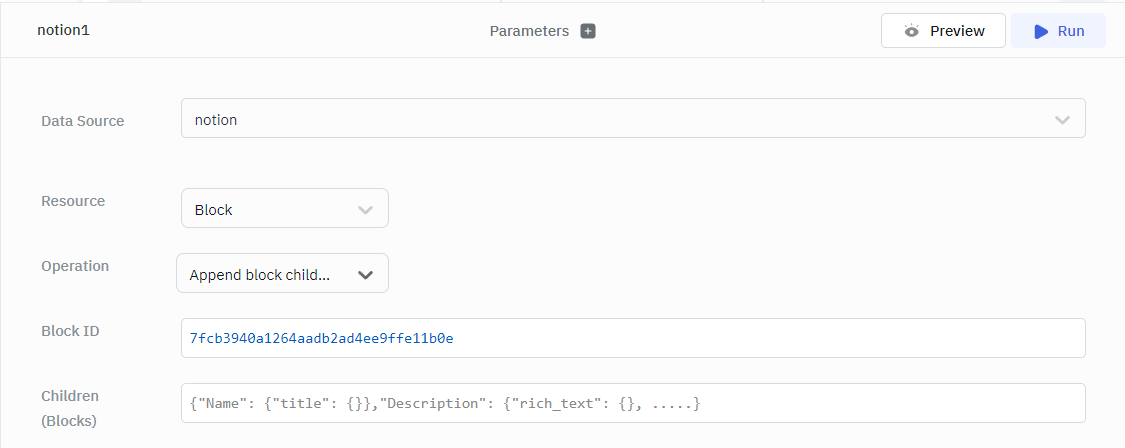 notion1 Parameters + Preview Run
Data Source notion
Resource Block
Operation Append block child...
Block ID 7fcb3940a1264aadb2ad4ee9ffe11b0e
Children {"Name": {"title": {}},"Description": {"rich_text": {}, .....}
(Blocks)